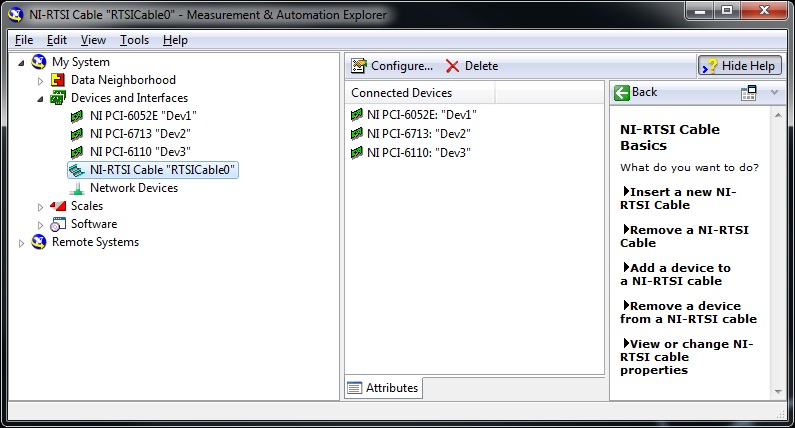 NI-RTSI Cable "RTSICable0" - Measurement & Automation Explorer
File Edit View Tools Help
My System
Data Neighborhood
Devices and Interfaces
NI PCI-6052E "Dev1"
NI PCI-6713 "Dev2"
NI PCI-6110 "Dev3"
NI-RTSI Cable "RTSICable0"
Network Devices
Scales
Software
Remote Systems
Configure... Delete
Hide Help
Connected Devices
NI PCI-6052E: "Dev1"
NI PCI-6713: "Dev2"
NI PCI-6110: "Dev3"
Attributes
Back
NI-RTSI Cable
Basics
What do you want to do?
Insert a new NI-
RTSI Cable
Remove a NI-RTSI
Cable
Add a device to
a NI-RTSI cable
Remove a device
from a NI-RTSI cable
View or change NI-
RTSI cable
properties